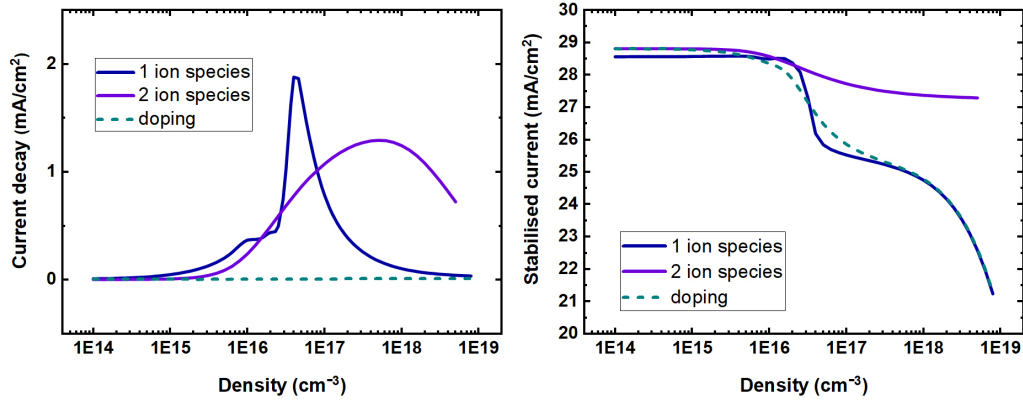 Current decay (mA/cm²)
2
1
0
1 ion species
2 ion species
doping
1E14 1E15 1E16 1E17 1E18 1E19
Density (cm⁻³)
Stabilised current (mA/cm²)
30
29
28
27
26
25
24
23
22
21
20
1 ion species
2 ion species
doping
1E14 1E15 1E16 1E17 1E18 1E19
Density (cm⁻³)